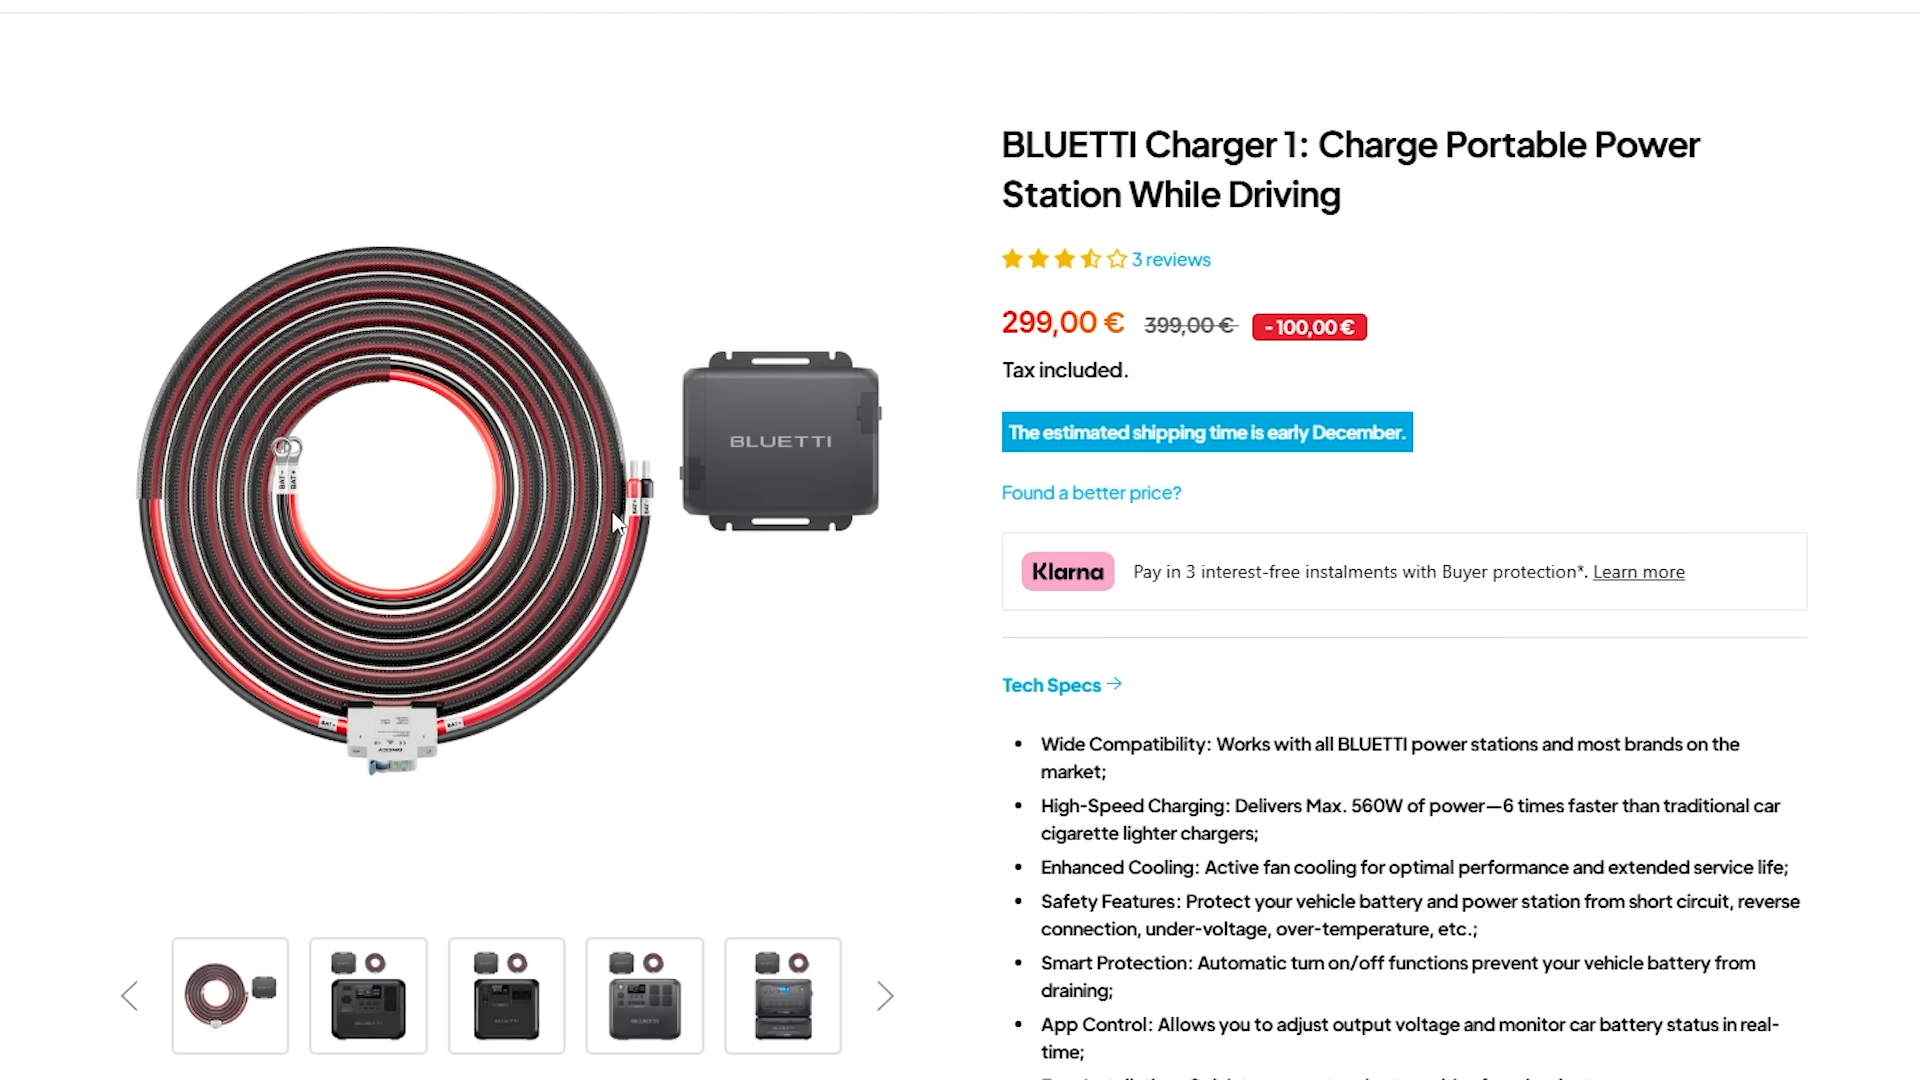 BLUETTI Charger 1: Charge Portable Power
Station While Driving
3 reviews
299,00 € 399,00 € - 100,00 €
Tax included.
The estimated shipping time is early December.
Found a better price?
Klarna Pay in 3 interest-free instalments with Buyer protection*. Learn more
Tech Specs
• Wide Compatibility: Works with all BLUETTI power stations and most brands on the
market;
• High-Speed Charging: Delivers Max. 560W of power—6 times faster than traditional car
cigarette lighter chargers;
• Enhanced Cooling: Active fan cooling for optimal performance and extended service life;
• Safety Features: Protect your vehicle battery and power station from short circuit, reverse
connection, under-voltage, over-temperature, etc.;
• Smart Protection: Automatic turn on/off functions prevent your vehicle battery from
draining;
• App Control: Allows you to adjust output voltage and monitor car battery status in real-
time;
BLUETTI
BAT-
BAT+
BAT+
BAT-
BAT+
BAT+